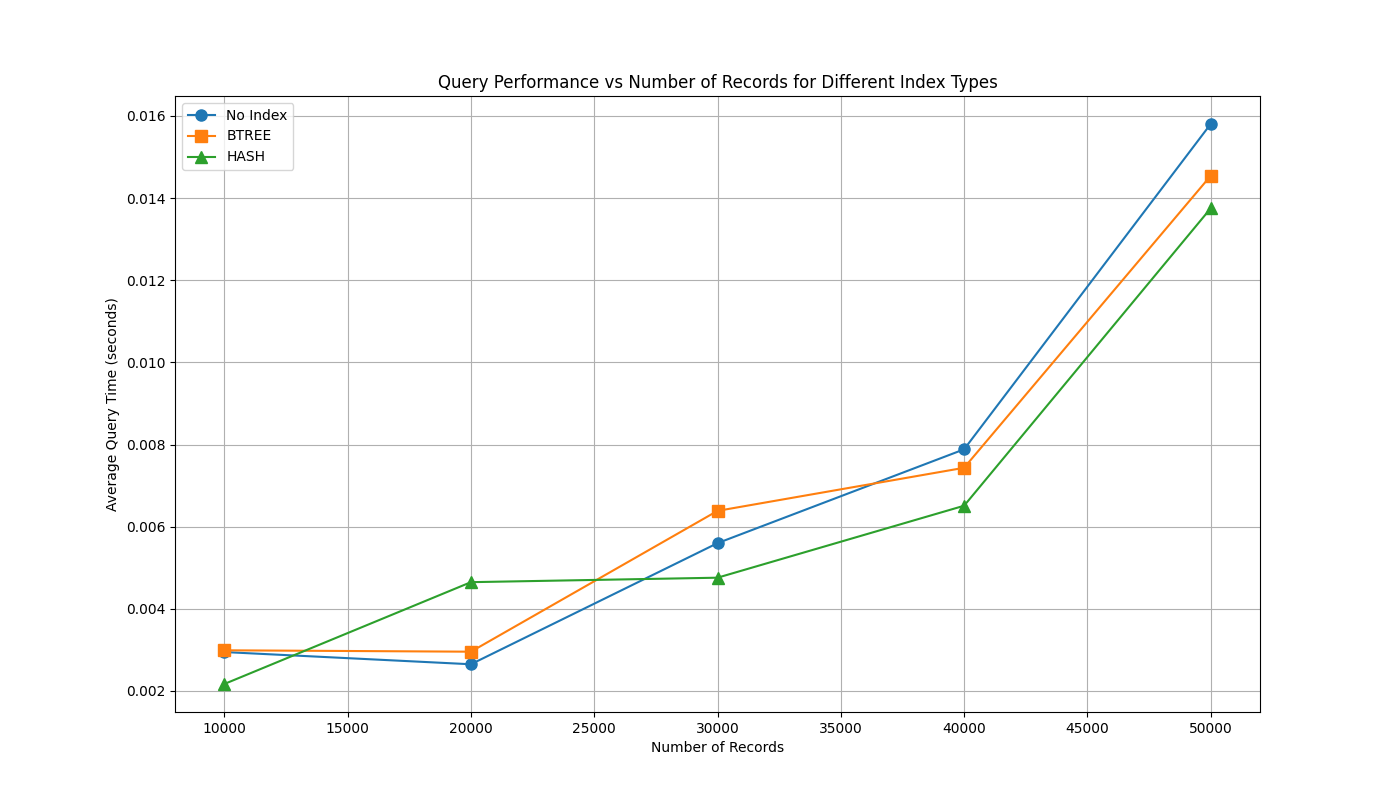 Query Performance vs Number of Records for Different Index Types
No Index
BTREE
HASH
Average Query Time (seconds)
0.016
0.014
0.012
0.010
0.008
0.006
0.004
0.002
10000 15000 20000 25000 30000 35000 40000 45000 50000
Number of Records